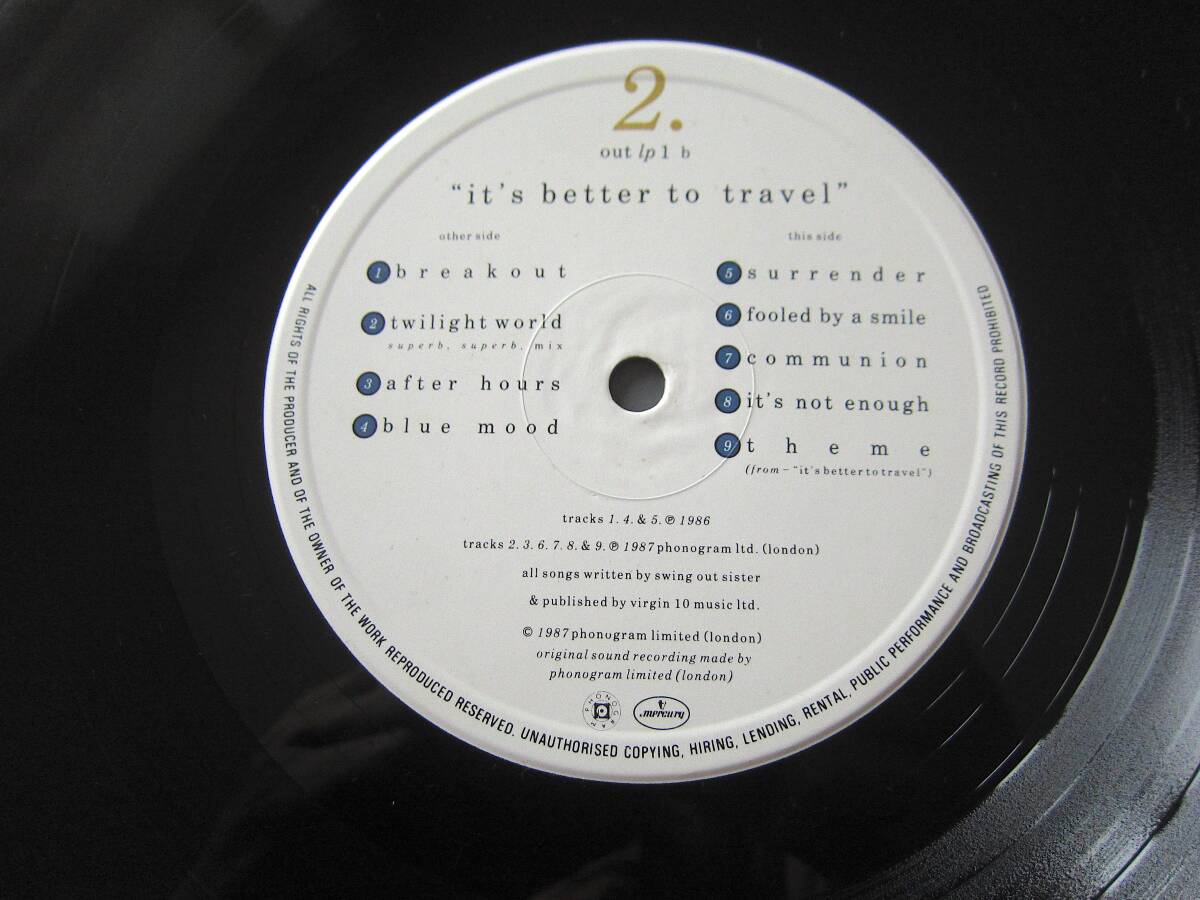 2.
out lp 1 b
“it's better to travel”
other side
1 breakout
2 twilight world
superb, superb, mix
3 after hours
4 blue mood
this side
5 surrender
6 fooled by a smile
7 communion
8 it's not enough
9 theme
(from – “it's better to travel”)
tracks 1. 4. & 5. ℗ 1986
tracks 2. 3. 6. 7. 8. & 9. ℗ 1987 phonogram ltd. (london)
all songs written by swing out sister
& published by virgin 10 music ltd.
© 1987 phonogram limited (london)
original sound recording made by
phonogram limited (london)
PHONOGRAM
mercury
ALL RIGHTS OF THE PRODUCER AND OF THE OWNER OF THE WORK REPRODUCED RESERVED. UNAUTHORISED COPYING, HIRING, LENDING, RENTAL, PUBLIC PERFORMANCE AND BROADCASTING OF THIS RECORD PROHIBITED